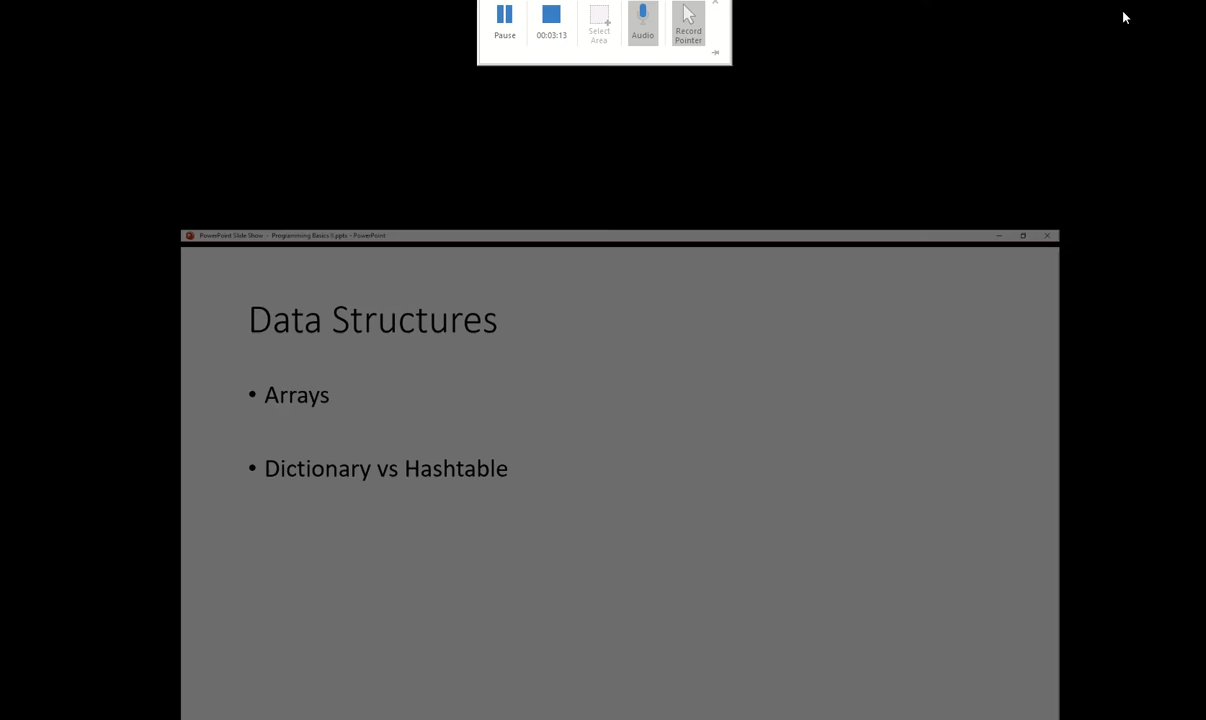 Pause
00:03:13
Select
Area
Audio
Record
Pointer
PowerPoint Slide Show - Programming Basics II.pptx - PowerPoint
Data Structures
• Arrays
• Dictionary vs Hashtable